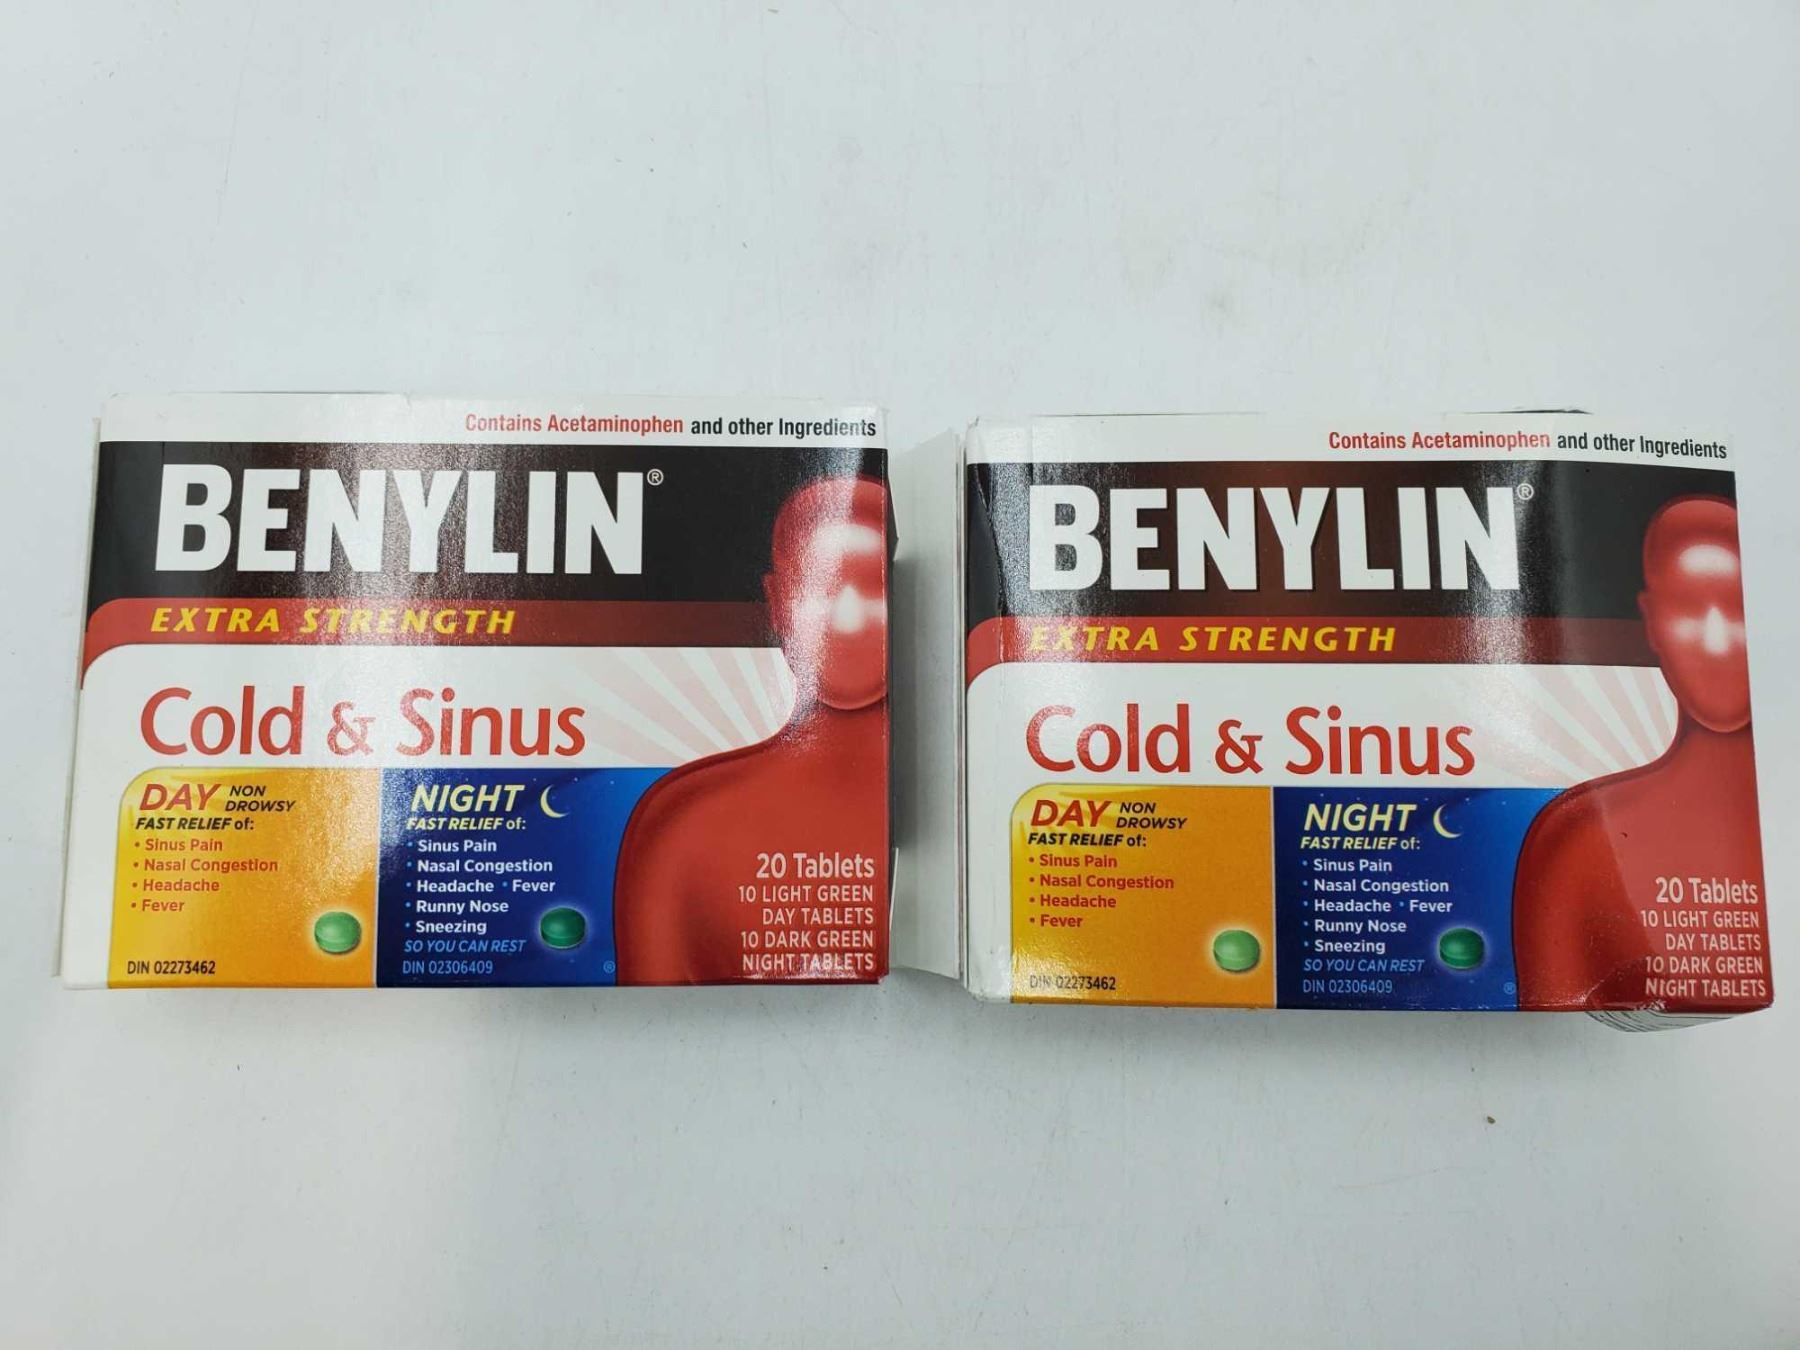 Contains Acetaminophen and other Ingredients
BENYLIN®
EXTRA STRENGTH
Cold & Sinus
DAY NON DROWSY
FAST RELIEF of:
• Sinus Pain
• Nasal Congestion
• Headache
• Fever
DIN 02273462
NIGHT
FAST RELIEF of:
• Sinus Pain
• Nasal Congestion
• Headache • Fever
• Runny Nose
• Sneezing
SO YOU CAN REST
DIN 02306409
®
20 Tablets
10 LIGHT GREEN
DAY TABLETS
10 DARK GREEN
NIGHT TABLETS
Contains Acetaminophen and other Ingredients
BENYLIN®
EXTRA STRENGTH
Cold & Sinus
DAY NON DROWSY
FAST RELIEF of:
• Sinus Pain
• Nasal Congestion
• Headache
• Fever
DIN 02273462
NIGHT
FAST RELIEF of:
• Sinus Pain
• Nasal Congestion
• Headache • Fever
• Runny Nose
• Sneezing
SO YOU CAN REST
DIN 02306409
®
20 Tablets
10 LIGHT GREEN
DAY TABLETS
10 DARK GREEN
NIGHT TABLETS